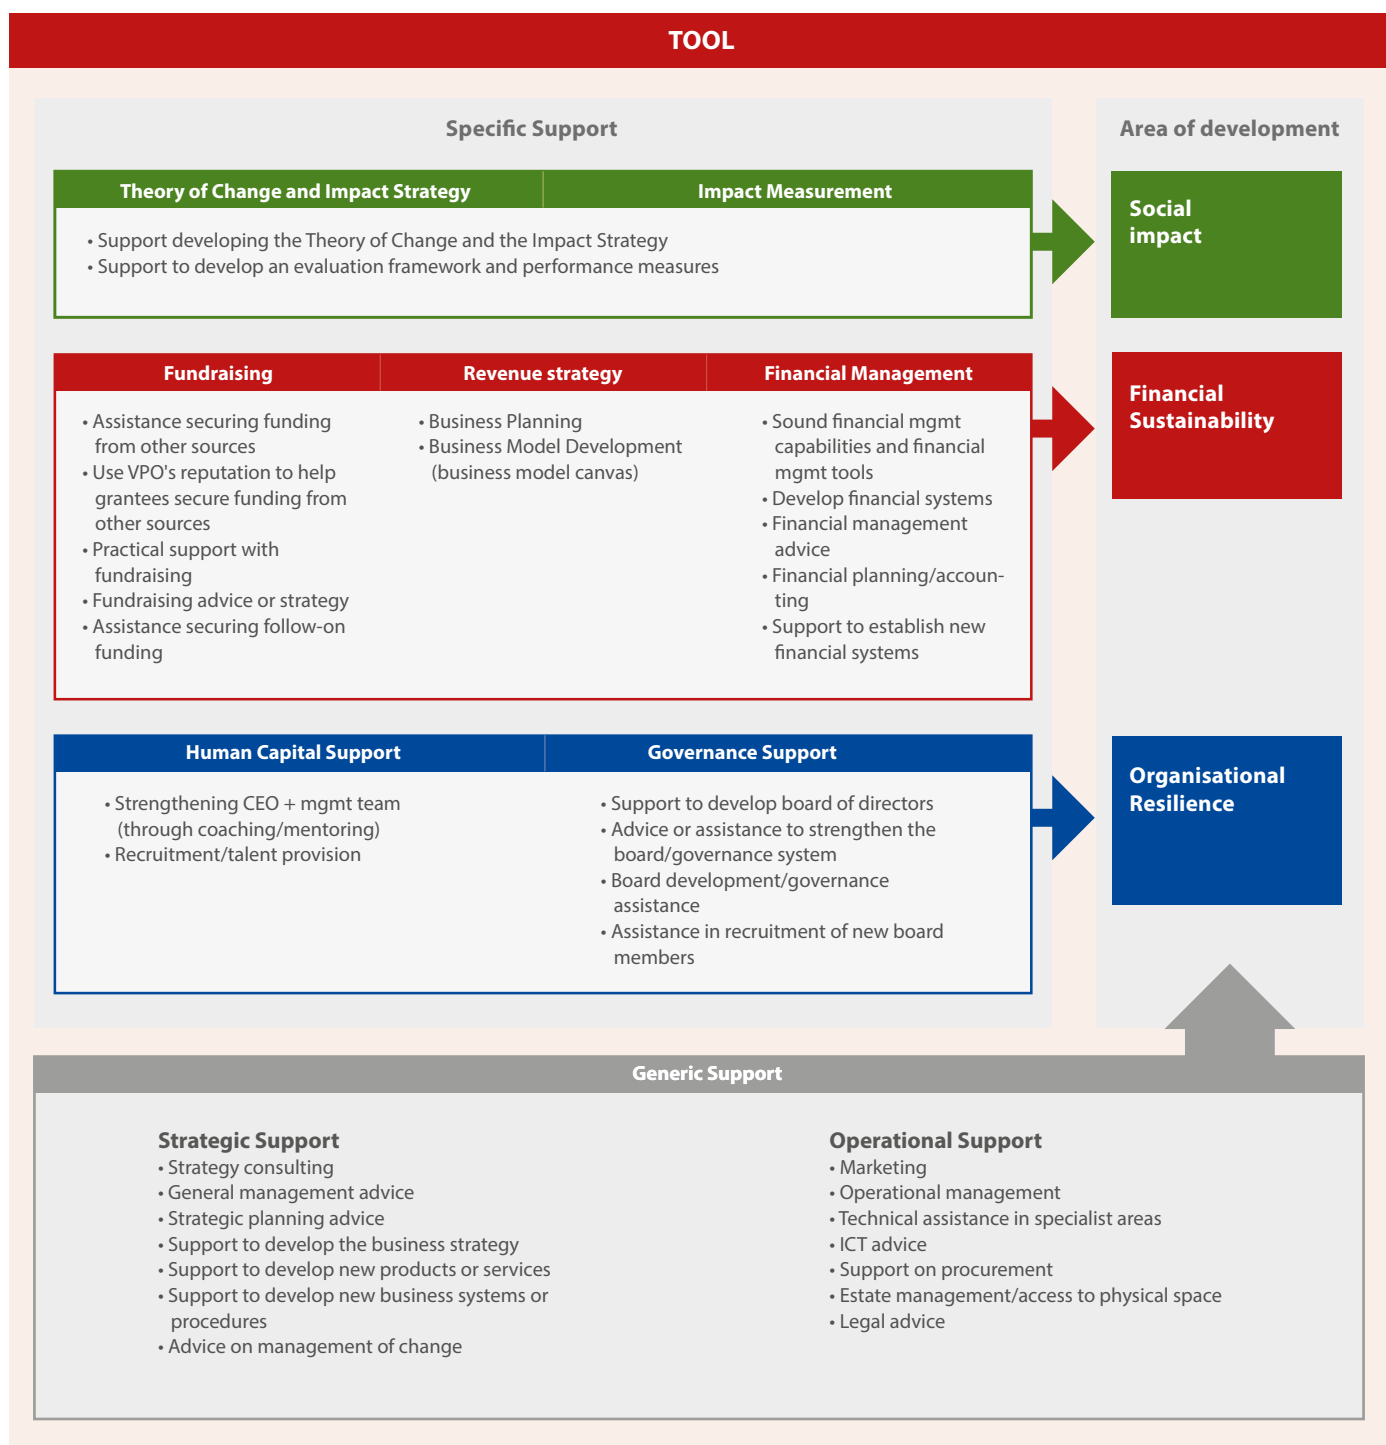 TOOL
Specific Support
Theory of Change and Impact Strategy
Impact Measurement
• Support developing the Theory of Change and the Impact Strategy
• Support to develop an evaluation framework and performance measures
Fundraising
• Assistance securing funding
from other sources
• Use VPO's reputation to help
grantees secure funding from
other sources
• Practical support with
fundraising
• Fundraising advice or strategy
• Assistance securing follow-on
funding
Revenue strategy
• Business Planning
• Business Model Development
(business model canvas)
Financial Management
• Sound financial mgmt
capabilities and financial
mgmt tools
• Develop financial systems
• Financial management
advice
• Financial planning/accoun-
ting
• Support to establish new
financial systems
Human Capital Support
• Strengthening CEO + mgmt team
(through coaching/mentoring)
• Recruitment/talent provision
Governance Support
• Support to develop board of directors
• Advice or assistance to strengthen the
board/governance system
• Board development/governance
assistance
• Assistance in recruitment of new board
members
Area of development
Social
impact
Financial
Sustainability
Organisational
Resilience
Generic Support
Strategic Support
• Strategy consulting
• General management advice
• Strategic planning advice
• Support to develop the business strategy
• Support to develop new products or services
• Support to develop new business systems or
procedures
• Advice on management of change
Operational Support
• Marketing
• Operational management
• Technical assistance in specialist areas
• ICT advice
• Support on procurement
• Estate management/access to physical space
• Legal advice